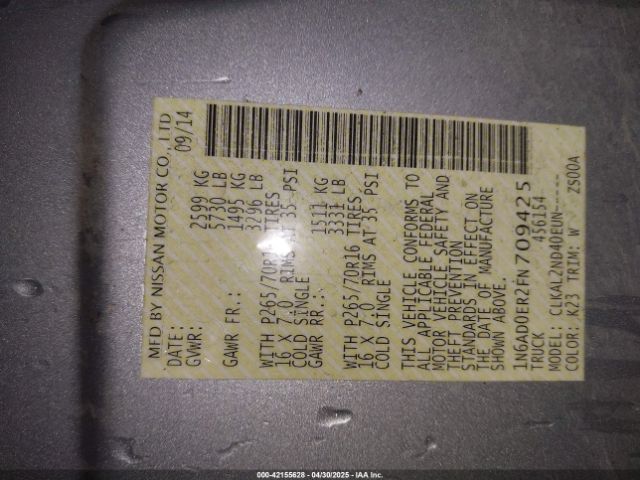 MFD BY NISSAN MOTOR CO., LTD
DATE: 09/14
GVWR: 2599 KG
5730 LB
GAWR FR.: 1495 KG
3296 LB
WITH P265/70R16 TIRES
16 X 7.0 RIMS AT 35 PSI
COLD SINGLE
GAWR RR.: 1511 KG
3331 LB
WITH P265/70R16 TIRES
16 X 7.0 RIMS AT 35 PSI
COLD SINGLE
THIS VEHICLE CONFORMS TO
ALL APPLICABLE FEDERAL
MOTOR VEHICLE SAFETY AND
THEFT PREVENTION
STANDARDS IN EFFECT ON
THE DATE OF MANUFACTURE
SHOWN ABOVE.
1N6AD0ER2FN709425
TRUCK 456154
MODEL: CLKAL2ND40EUN-----
COLOR: K23 TRIM: W ZS00A
000-42155628 - 04/30/2025 - IAA Inc.